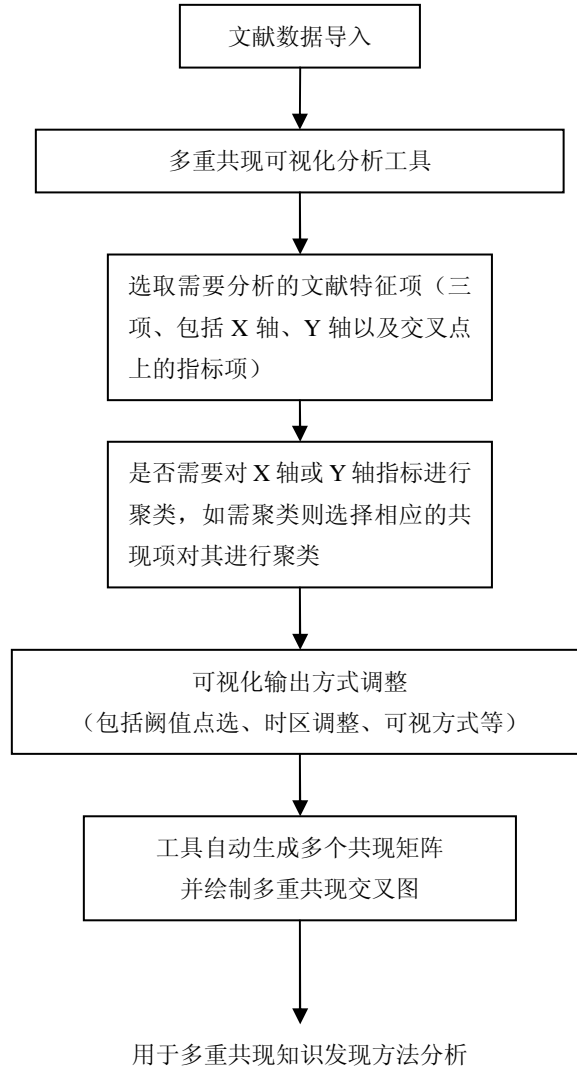 文献数据导入
多重共现可视化分析工具
选取需要分析的文献特征项（三
项、包括 X 轴、Y 轴以及交叉点
上的指标项）
是否需要对 X 轴或 Y 轴指标进行
聚类，如需聚类则选择相应的共
现项对其进行聚类
可视化输出方式调整
（包括阙值点选、时区调整、可视方式等）
工具自动生成多个共现矩阵
并绘制多重共现交叉图
用于多重共现知识发现方法分析